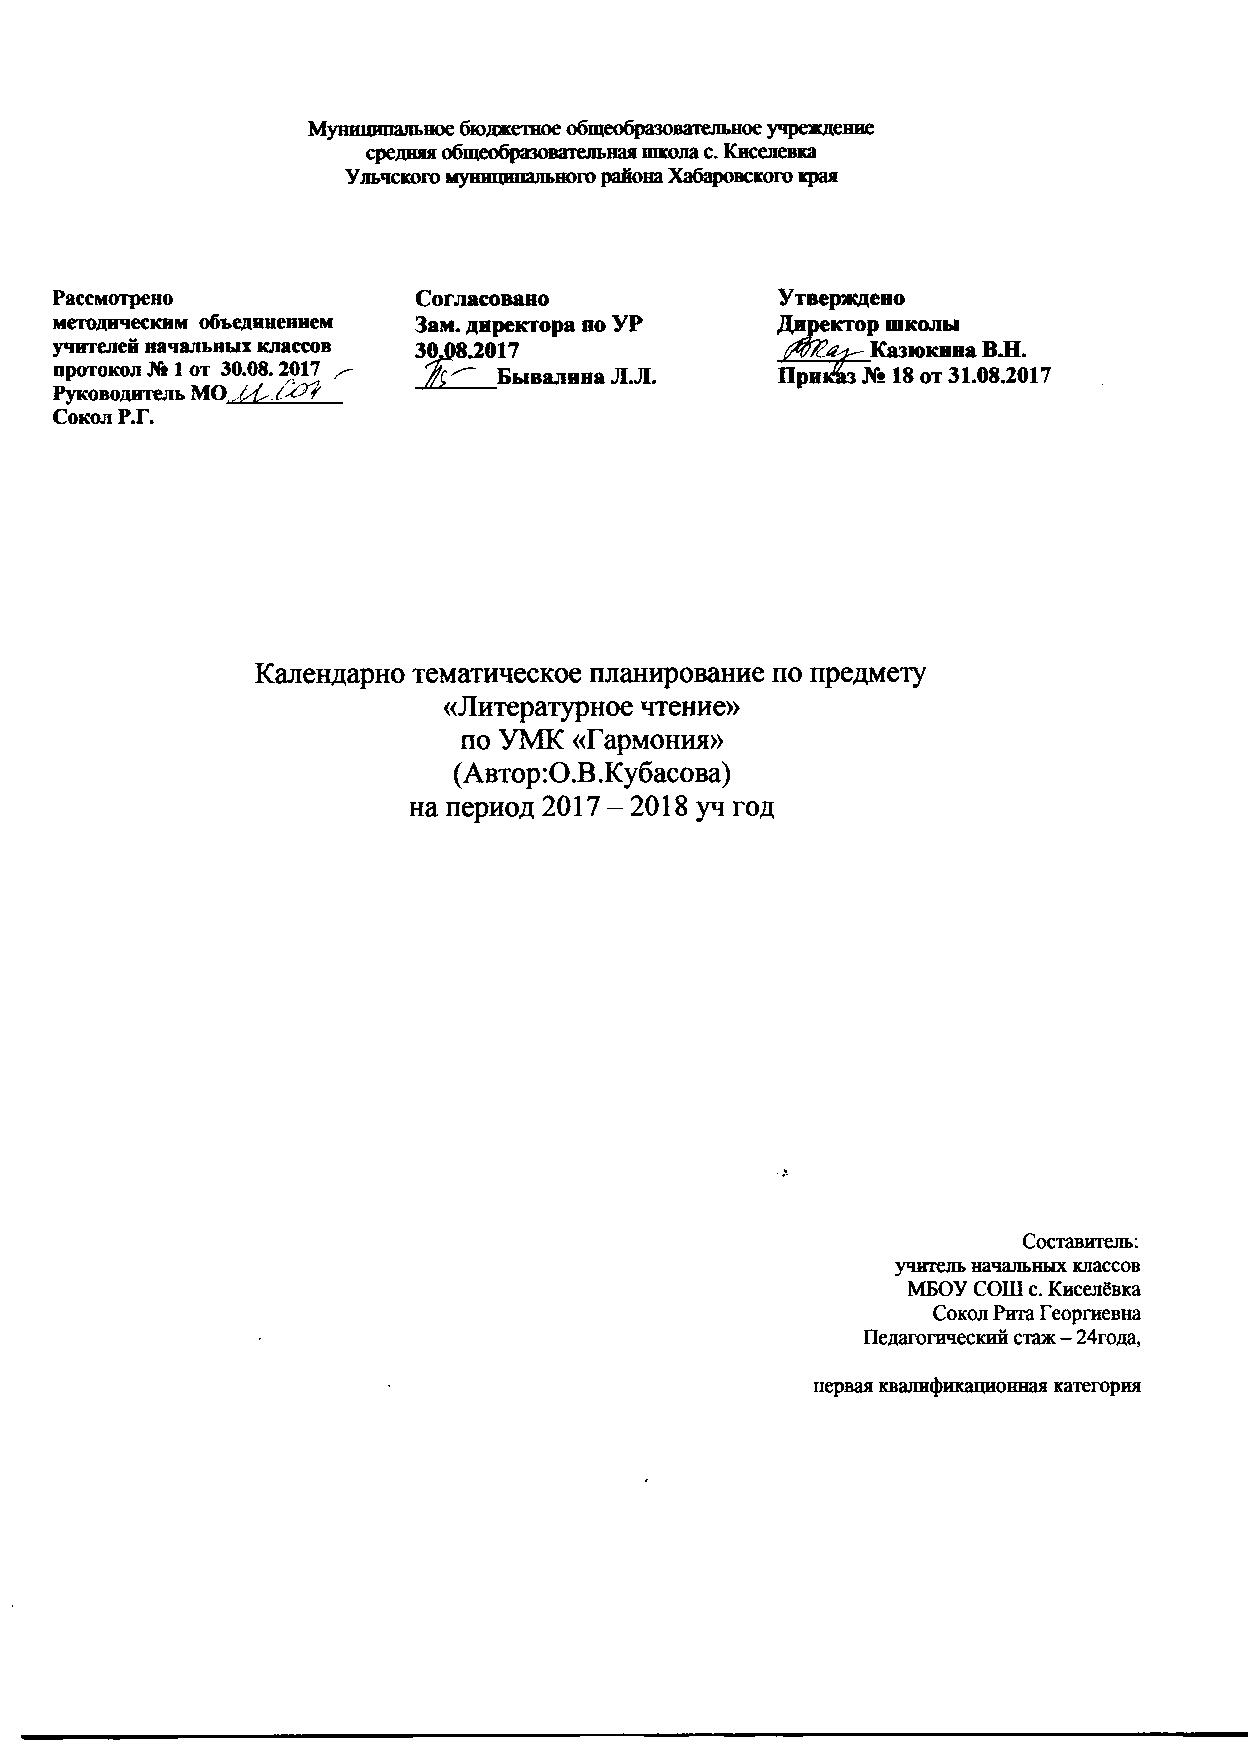 Муниципальное бюджетное общеобразовательное учреждение
средняя общеобразовательная школа с. Киселевка
Ульчского муниципального района Хабаровского края
Рассмотрено
методическим объединением
учителей начальных классов
протокол № 1 от 30.08. 2017
Руководитель МО
Сокол Р.Г.
Согласовано
Зам. директора по УР
30.08.2017
Бывалина Л.Л.
Утверждено
Директор школы
Казюкина В.Н.
Приказ № 18 от 31.08.2017
Календарно тематическое планирование по предмету
«Литературное чтение»
по УМК «Гармония»
(Автор:О.В.Кубасова)
на период 2017 – 2018 уч год
Составитель:
учитель начальных классов
МБОУ СОШ с. Киселёвка
Сокол Рита Георгиевна
Педагогический стаж – 24года,
первая квалификационная категория